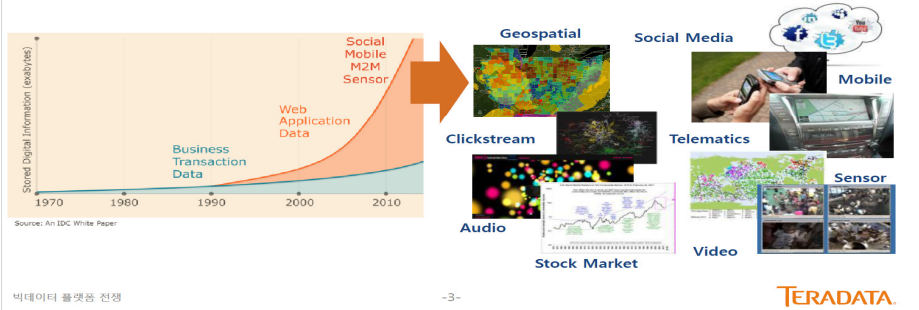 Stored Digital Information (exabytes)
Social
Mobile
M2M
Sensor
Web
Application
Data
Business
Transaction
Data
1970 1980 1990 2000 2010
Source: An IDC White Paper
Geospatial
Social Media
in
f
You
Mobile
Clickstream
Telematics
Sensor
Audio
Stock Market
Video
빅데이터 플랫폼 전쟁
-3-
TERADATA.